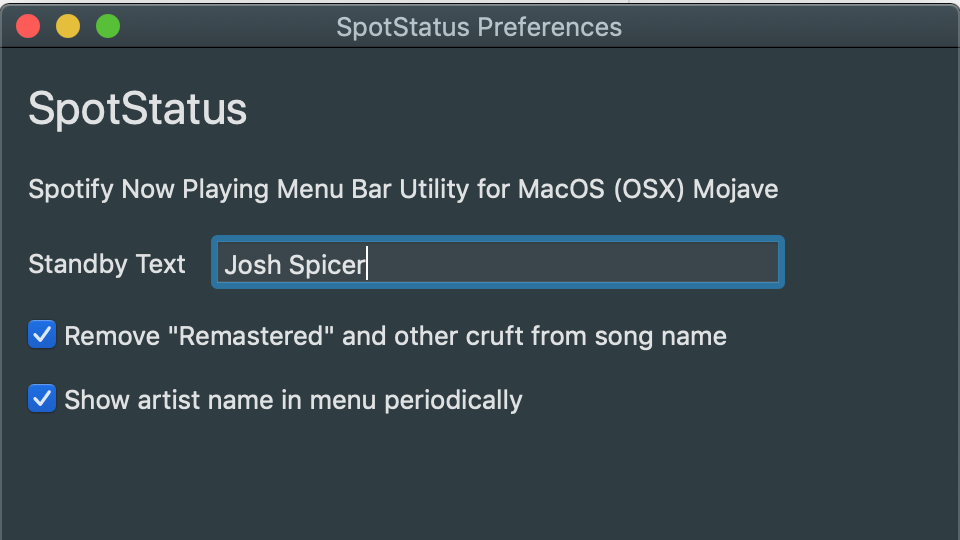 SpotStatus Preferences
SpotStatus
Spotify Now Playing Menu Bar Utility for MacOS (OSX) Mojave
Standby Text Josh Spicer
Remove "Remastered" and other cruft from song name
Show artist name in menu periodically